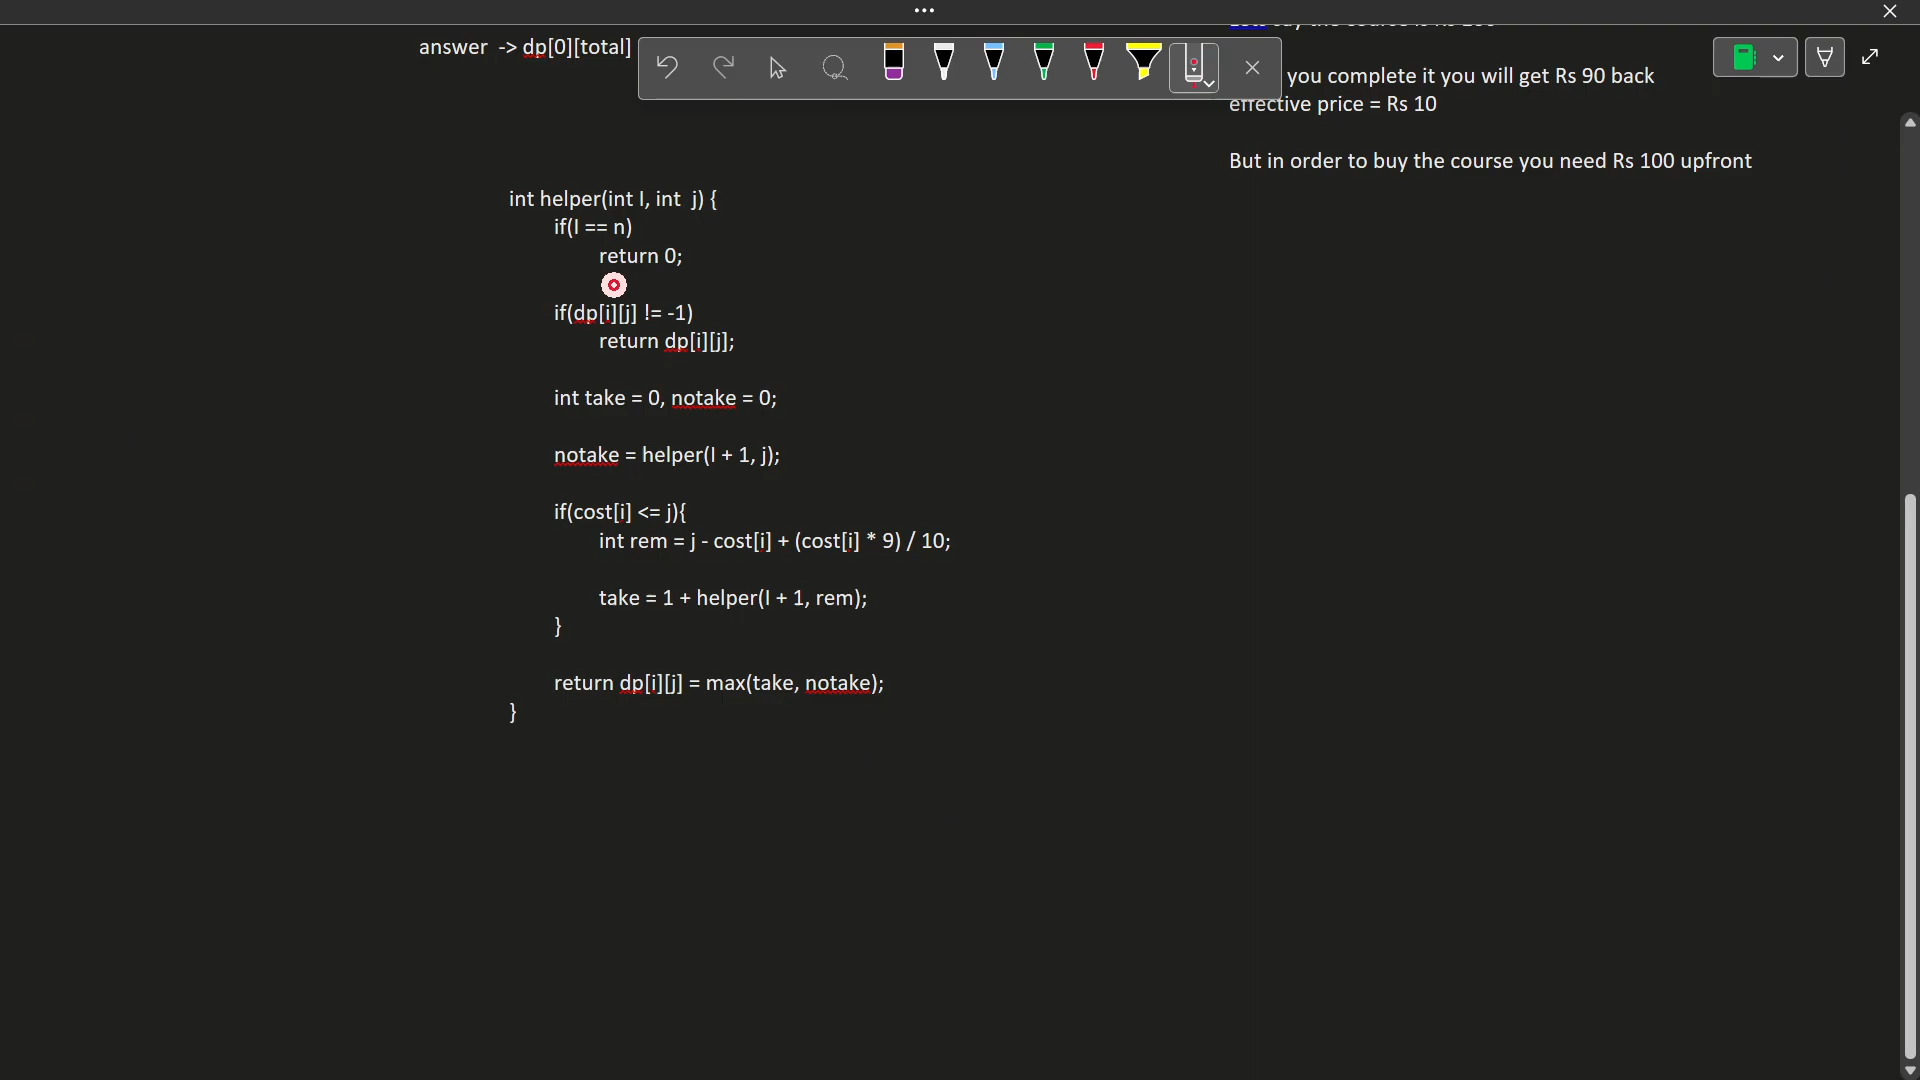 answer -> dp[0][total]
you complete it you will get Rs 90 back
effective price = Rs 10
But in order to buy the course you need Rs 100 upfront
int helper(int I, int j) {
if(I == n)
return 0;
if(dp[i][j] != -1)
return dp[i][j];
int take = 0, notake = 0;
notake = helper(I + 1, j);
if(cost[i] <= j){
int rem = j - cost[i] + (cost[i] * 9) / 10;
take = 1 + helper(I + 1, rem);
}
return dp[i][j] = max(take, notake);
}